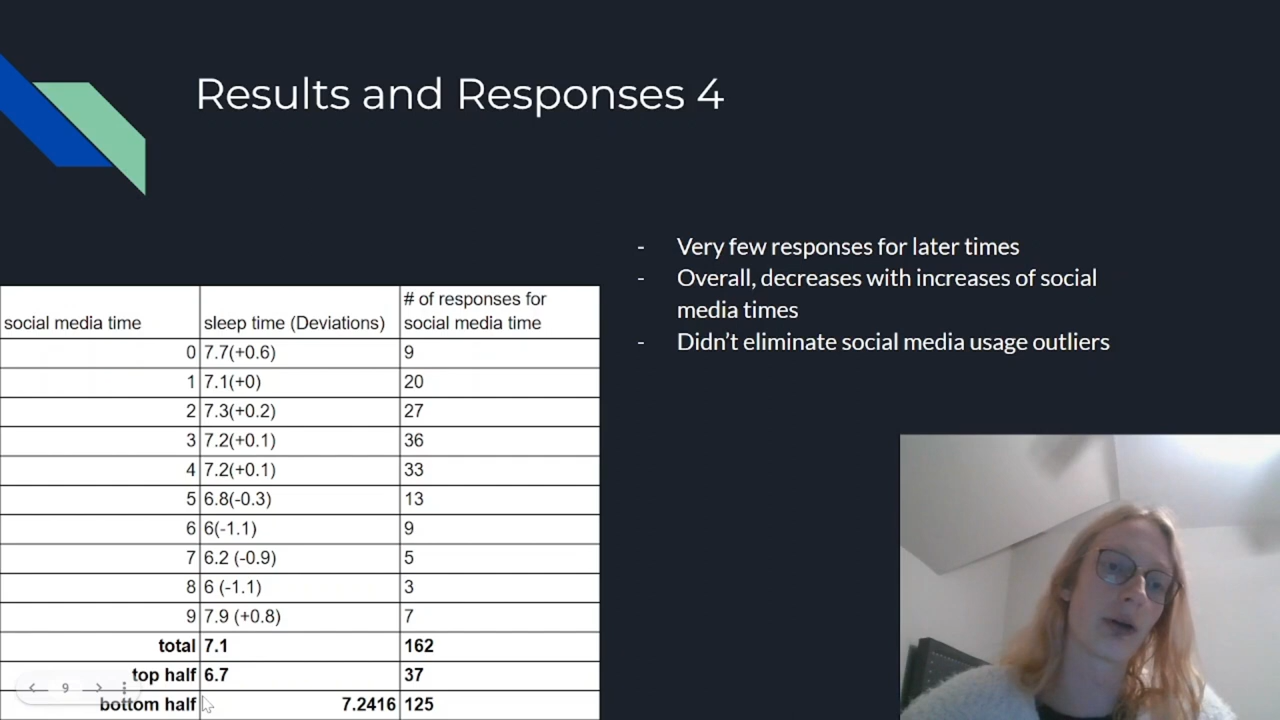 Results and Responses 4
- Very few responses for later times
- Overall, decreases with increases of social
media times
- Didn't eliminate social media usage outliers
social media time sleep time (Deviations) # of responses for social media time
0 7.7(+0.6) 9
1 7.1(+0) 20
2 7.3(+0.2) 27
3 7.2(+0.1) 36
4 7.2(+0.1) 33
5 6.8(-0.3) 13
6 6(-1.1) 9
7 6.2 (-0.9) 5
8 6 (-1.1) 3
9 7.9 (+0.8) 7
total 7.1 162
top half 6.7 37
bottom half 7.2416 125
9